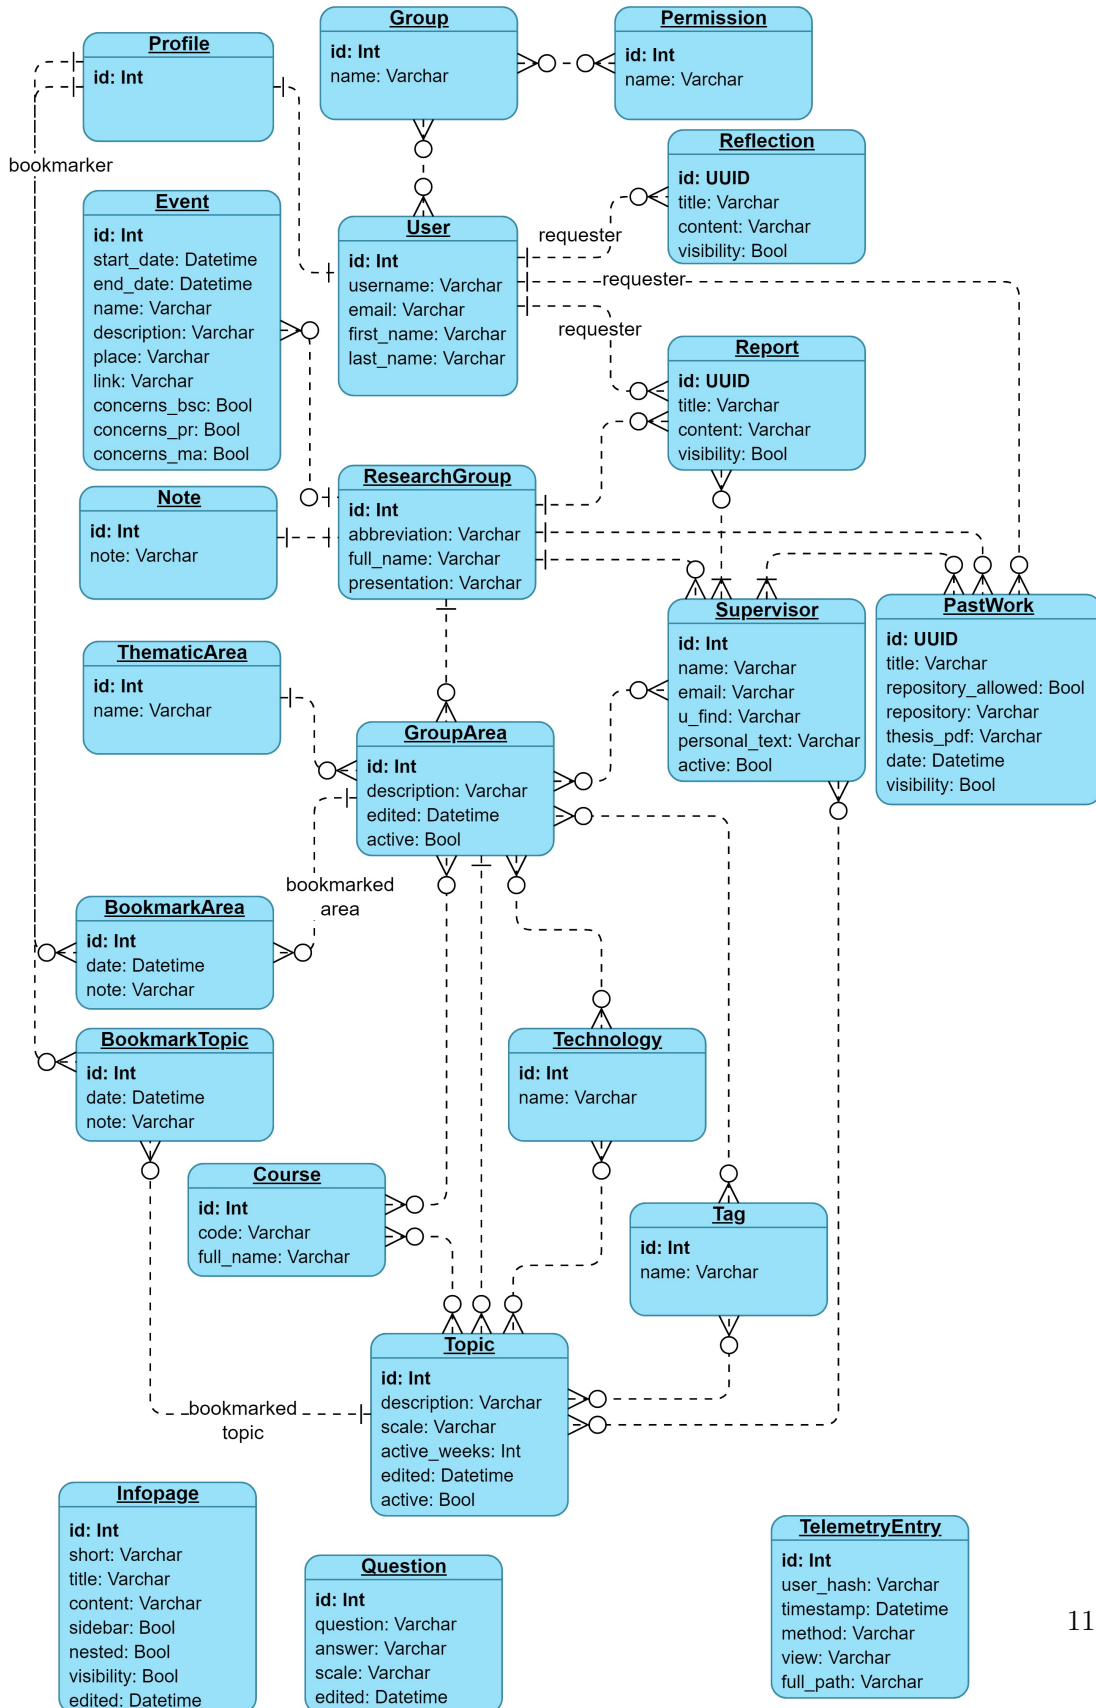 Group
id: Int
name: Varchar
Permission
id: Int
name: Varchar
Profile
id: Int
bookmarker
Reflection
id: UUID
title: Varchar
content: Varchar
visibility: Bool
Event
id: Int
start_date: Datetime
end_date: Datetime
name: Varchar
description: Varchar
place: Varchar
link: Varchar
concerns_bsc: Bool
concerns_pr: Bool
concerns_ma: Bool
User
id: Int
username: Varchar
email: Varchar
first_name: Varchar
last_name: Varchar
requester
requester
requester
Report
id: UUID
title: Varchar
content: Varchar
visibility: Bool
Note
id: Int
note: Varchar
ResearchGroup
id: Int
abbreviation: Varchar
full_name: Varchar
presentation: Varchar
Supervisor
id: Int
name: Varchar
email: Varchar
u_find: Varchar
personal_text: Varchar
active: Bool
PastWork
id: UUID
title: Varchar
repository_allowed: Bool
repository: Varchar
thesis_pdf: Varchar
date: Datetime
visibility: Bool
ThematicArea
id: Int
name: Varchar
GroupArea
id: Int
description: Varchar
edited: Datetime
active: Bool
bookmarked
area
BookmarkArea
id: Int
date: Datetime
note: Varchar
BookmarkTopic
id: Int
date: Datetime
note: Varchar
Technology
id: Int
name: Varchar
Course
id: Int
code: Varchar
full_name: Varchar
Tag
id: Int
name: Varchar
Topic
id: Int
description: Varchar
scale: Varchar
active_weeks: Int
edited: Datetime
active: Bool
bookmarked
topic
Infopage
id: Int
short: Varchar
title: Varchar
content: Varchar
sidebar: Bool
nested: Bool
visibility: Bool
edited: Datetime
Question
id: Int
question: Varchar
answer: Varchar
scale: Varchar
edited: Datetime
TelemetryEntry
id: Int
user_hash: Varchar
timestamp: Datetime
method: Varchar
view: Varchar
full_path: Varchar
11